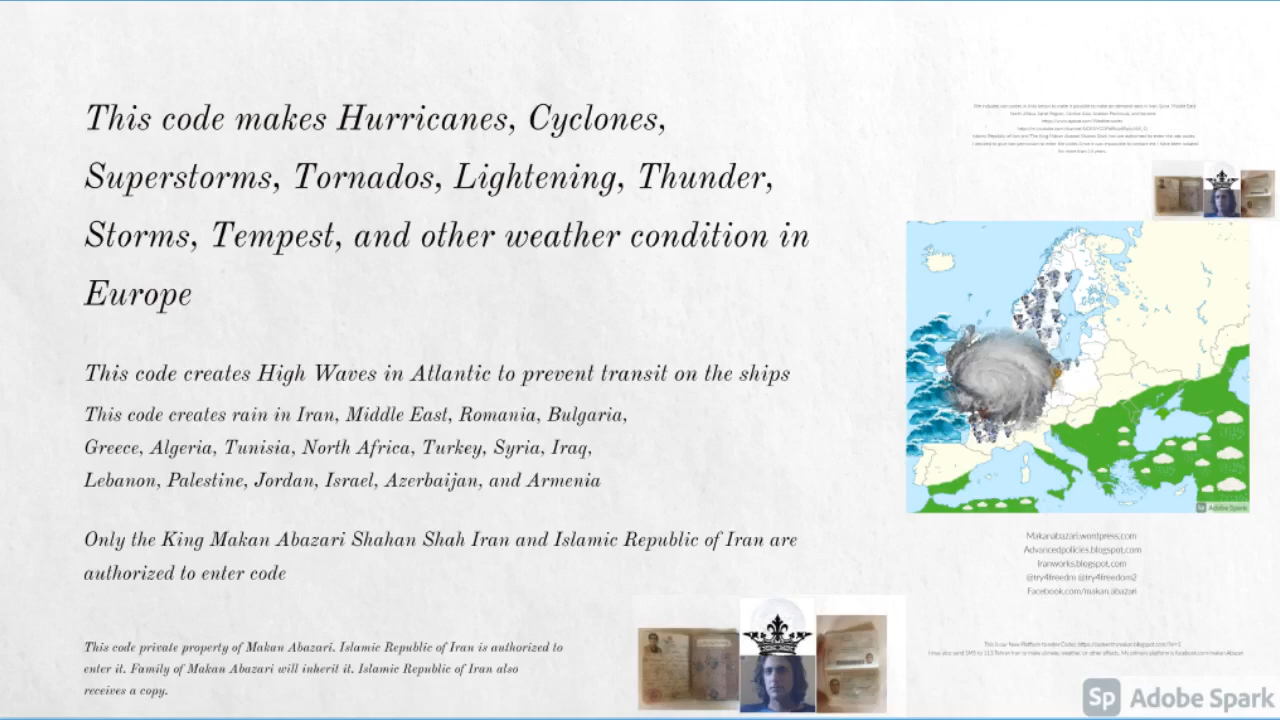 This code makes Hurricanes, Cyclones,
Superstorms, Tornados, Lightening, Thunder,
Storms, Tempest, and other weather condition in
Europe
This code creates High Waves in Atlantic to prevent transit on the ships
This code creates rain in Iran, Middle East, Romania, Bulgaria,
Greece, Algeria, Tunisia, North Africa, Turkey, Syria, Iraq,
Lebanon, Palestine, Jordan, Israel, Azerbaijan, and Armenia
Only the King Makan Abazari Shahan Shah Iran and Islamic Republic of Iran are
authorized to enter code
This code private property of Makan Abazari. Islamic Republic of Iran is authorized to
enter it. Family of Makan Abazari will inherit it. Islamic Republic of Iran also
receives a copy.
Adobe Spark
Makanabazari.wordpress.com
Advancedpolicies.blogspot.com
Iranworks.blogspot.com
@try4freedm @try4freedom2
Facebook.com/makan.abazari
Sp Adobe Spark